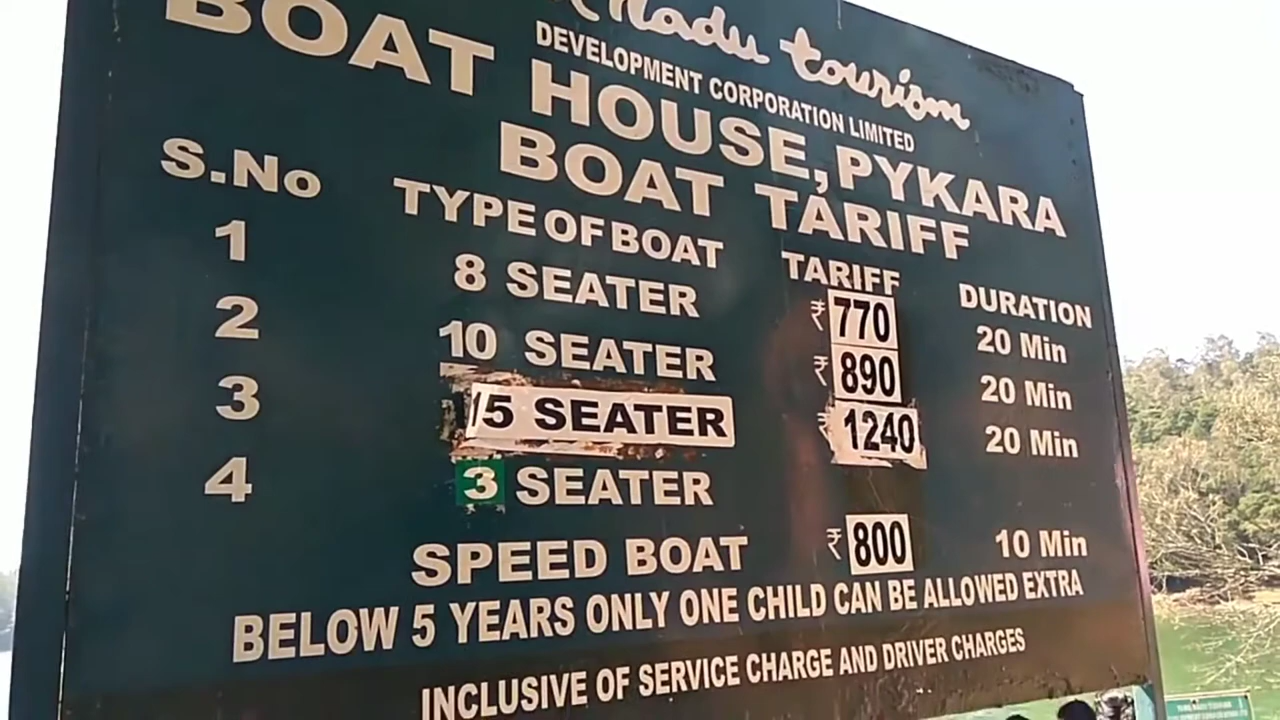 Nadu tourism
DEVELOPMENT CORPORATION LIMITED
BOAT HOUSE, PYKARA
BOAT TARIFF
S.No TYPE OF BOAT TARIFF DURATION
1 8 SEATER ₹ 770 20 Min
2 10 SEATER ₹ 890 20 Min
3 15 SEATER ₹ 1240 20 Min
4 3 SEATER
SPEED BOAT ₹ 800 10 Min
BELOW 5 YEARS ONLY ONE CHILD CAN BE ALLOWED EXTRA
INCLUSIVE OF SERVICE CHARGE AND DRIVER CHARGES